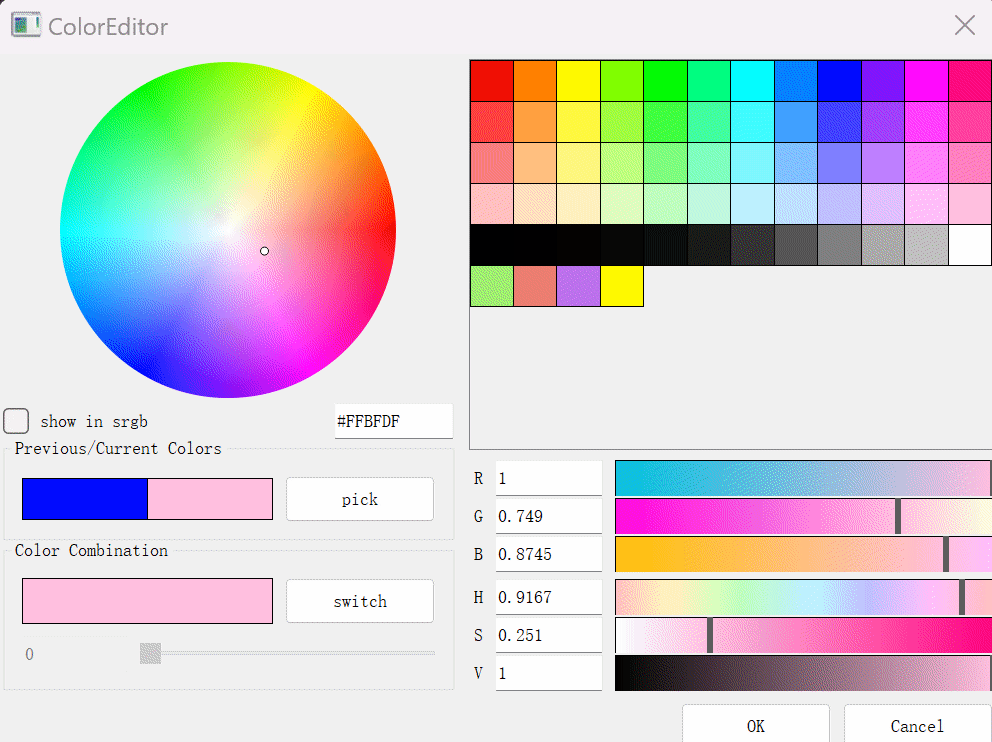 ColorEditor
show in srgb
#FFBFDF
Previous/Current Colors
pick
Color Combination
switch
0
R 1
G 0.749
B 0.8745
H 0.9167
S 0.251
V 1
OK
Cancel